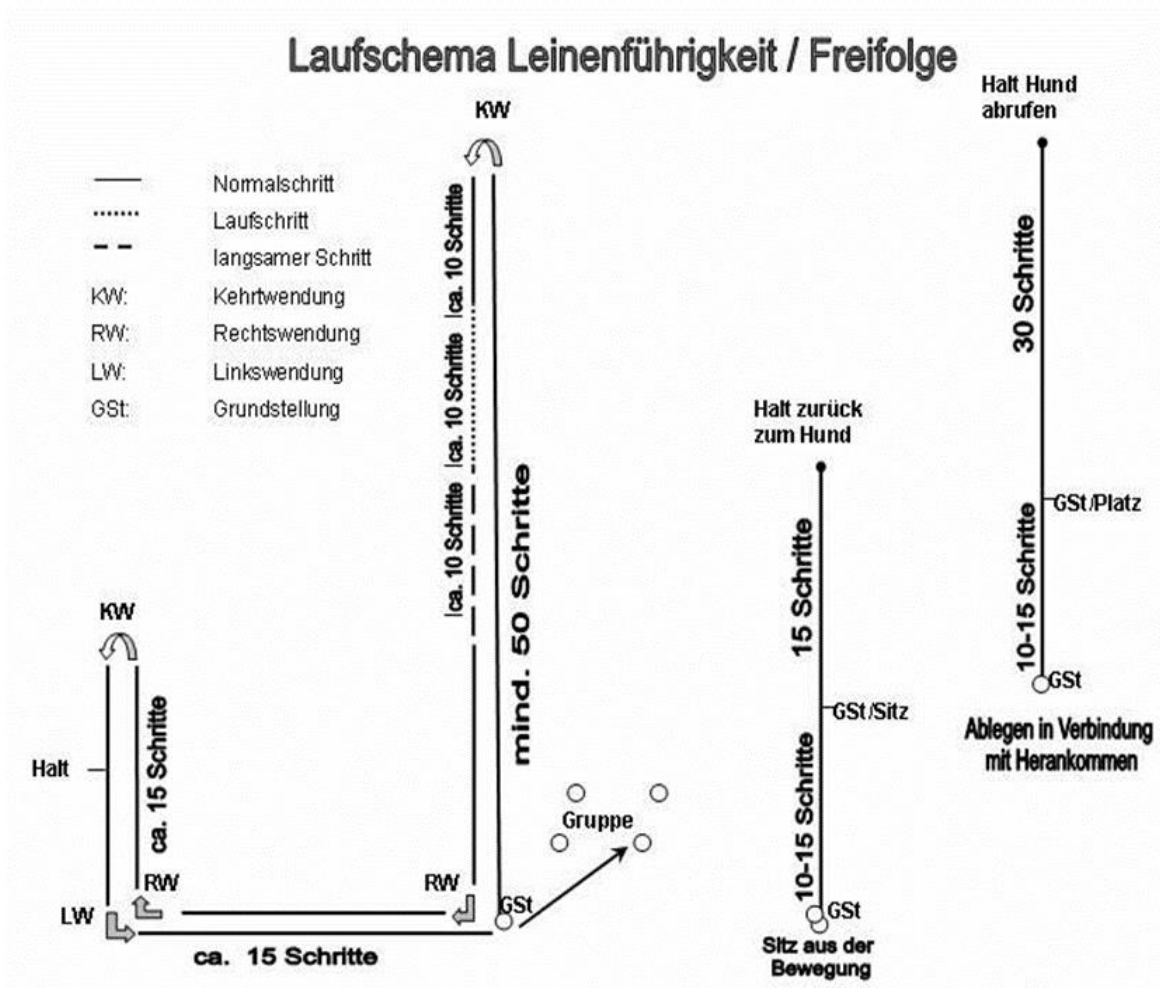 Laufschema Leinenführigkeit / Freifolge
Normalschritt
Laufschritt
langsamer Schritt
KW: Kehrtwendung
RW: Rechtswendung
LW: Linkswendung
GSt: Grundstellung
KW
ca. 10 Schritte
ca. 10 Schritte
ca. 10 Schritte
mind. 50 Schritte
KW
Halt
ca. 15 Schritte
RW
LW
ca. 15 Schritte
RW
GSt
Gruppe
Halt zurück
zum Hund
15 Schritte
GSt/Sitz
10-15 Schritte
GSt
Sitz aus der
Bewegung
Halt Hund
abrufen
30 Schritte
GSt/Platz
10-15 Schritte
GSt
Ablegen in Verbindung
mit Herankommen